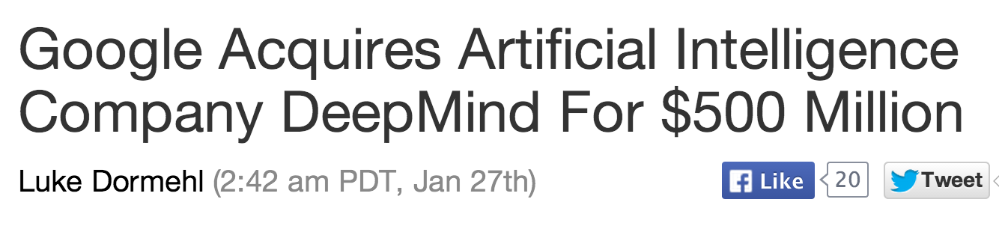 Google Acquires Artificial Intelligence
Company DeepMind For $500 Million
Luke Dormehl (2:42 am PDT, Jan 27th) Like 20 Tweet